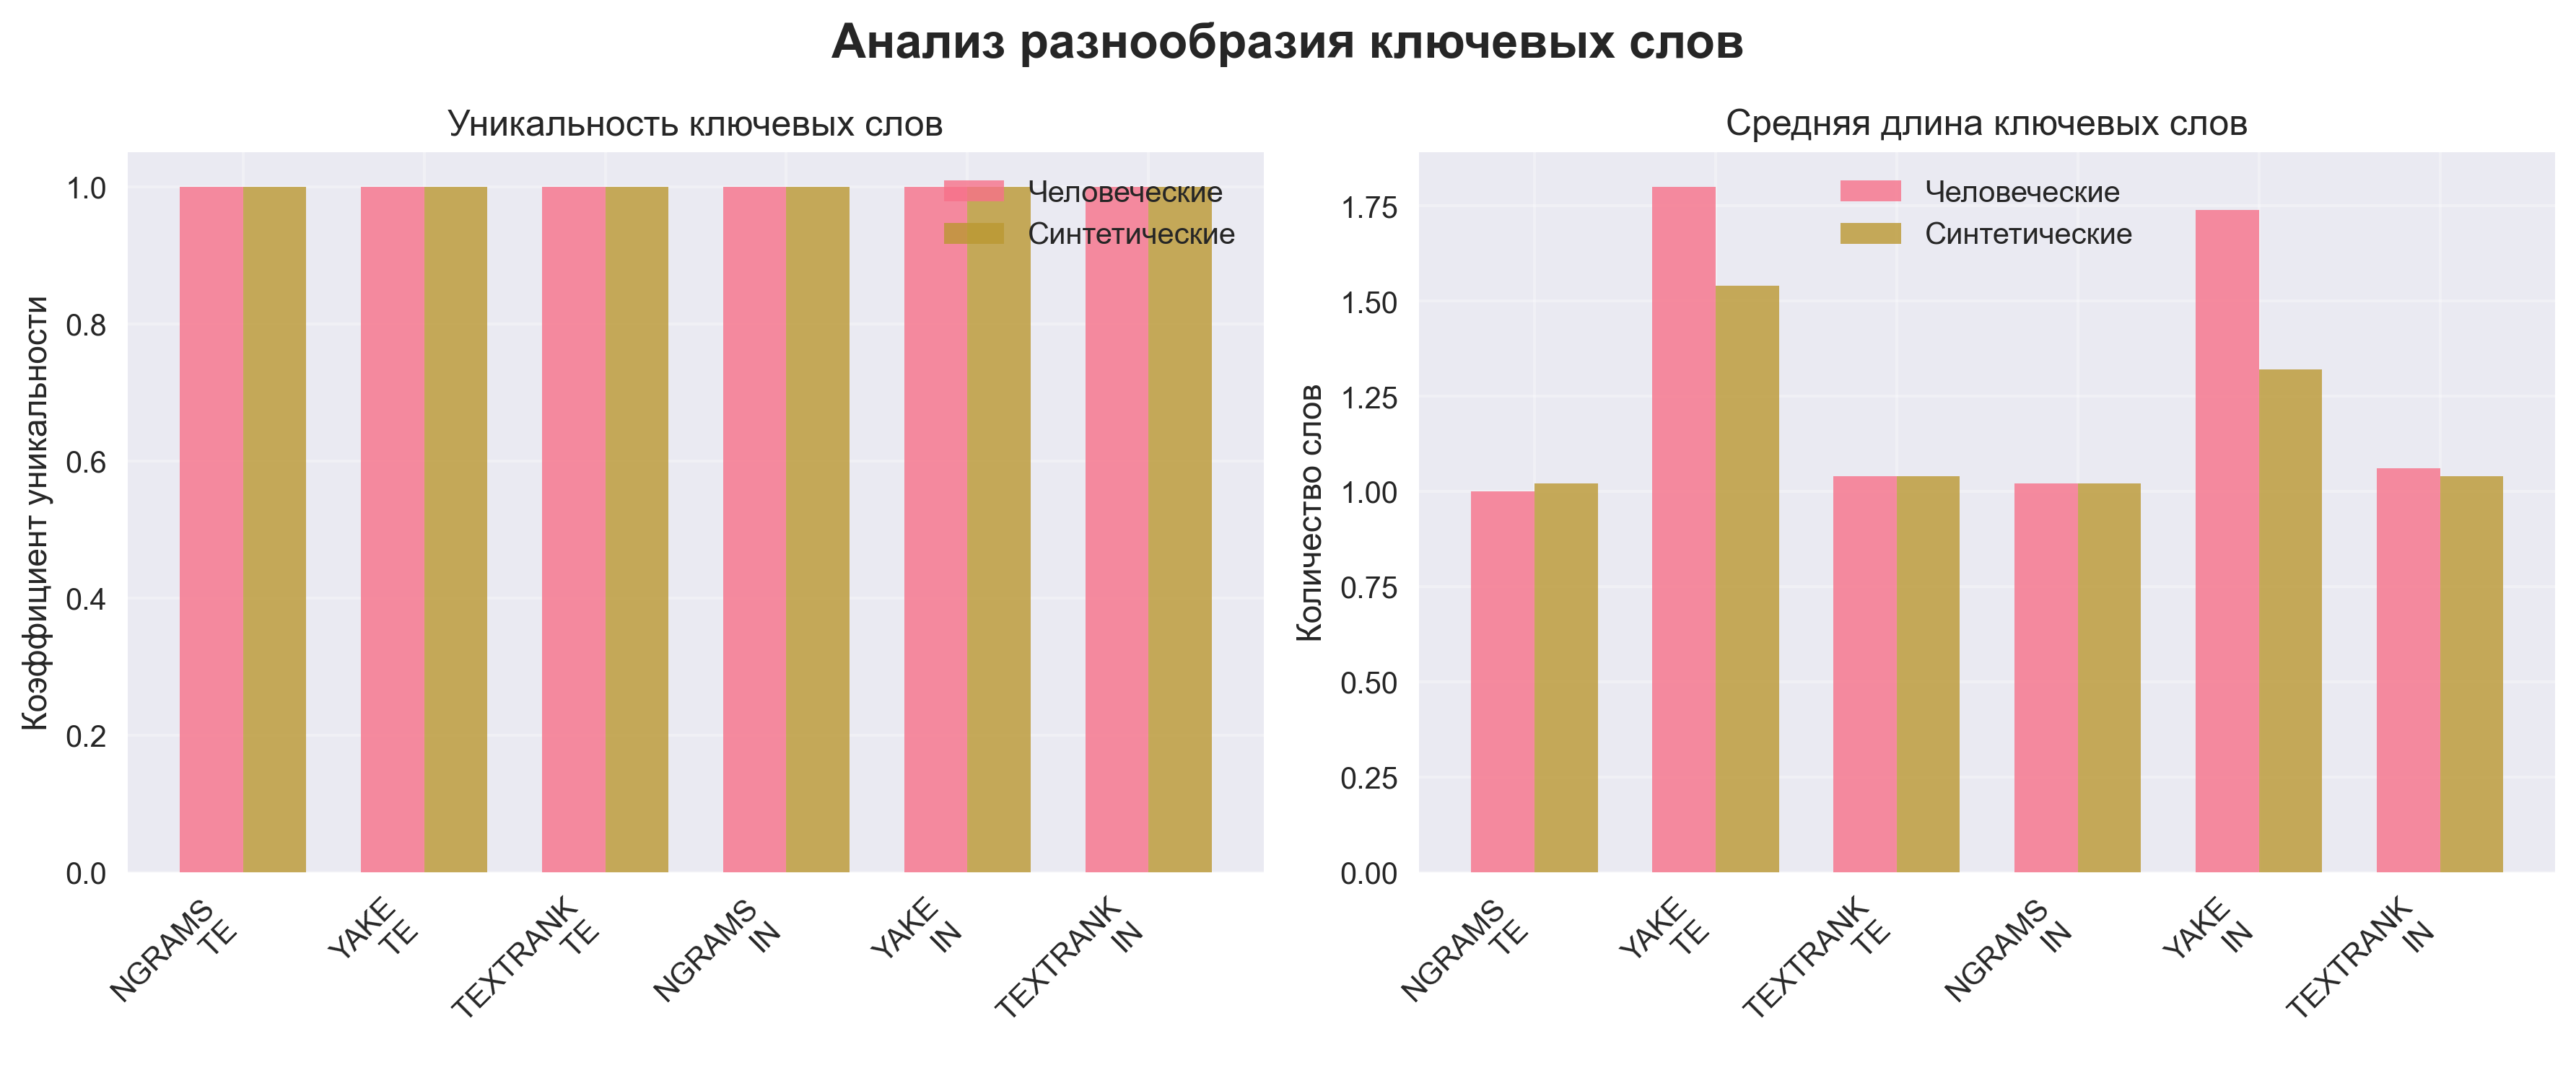 Анализ разнообразия ключевых слов
Уникальность ключевых слов
Коэффициент уникальности
1.0
0.8
0.6
0.4
0.2
0.0
Человеческие
Синтетические
NGRAMS
TE
YAKE
TE
TEXTRANK
TE
NGRAMS
IN
YAKE
IN
TEXTRANK
IN
Средняя длина ключевых слов
Количество слов
1.75
1.50
1.25
1.00
0.75
0.50
0.25
0.00
Человеческие
Синтетические
NGRAMS
TE
YAKE
TE
TEXTRANK
TE
NGRAMS
IN
YAKE
IN
TEXTRANK
IN